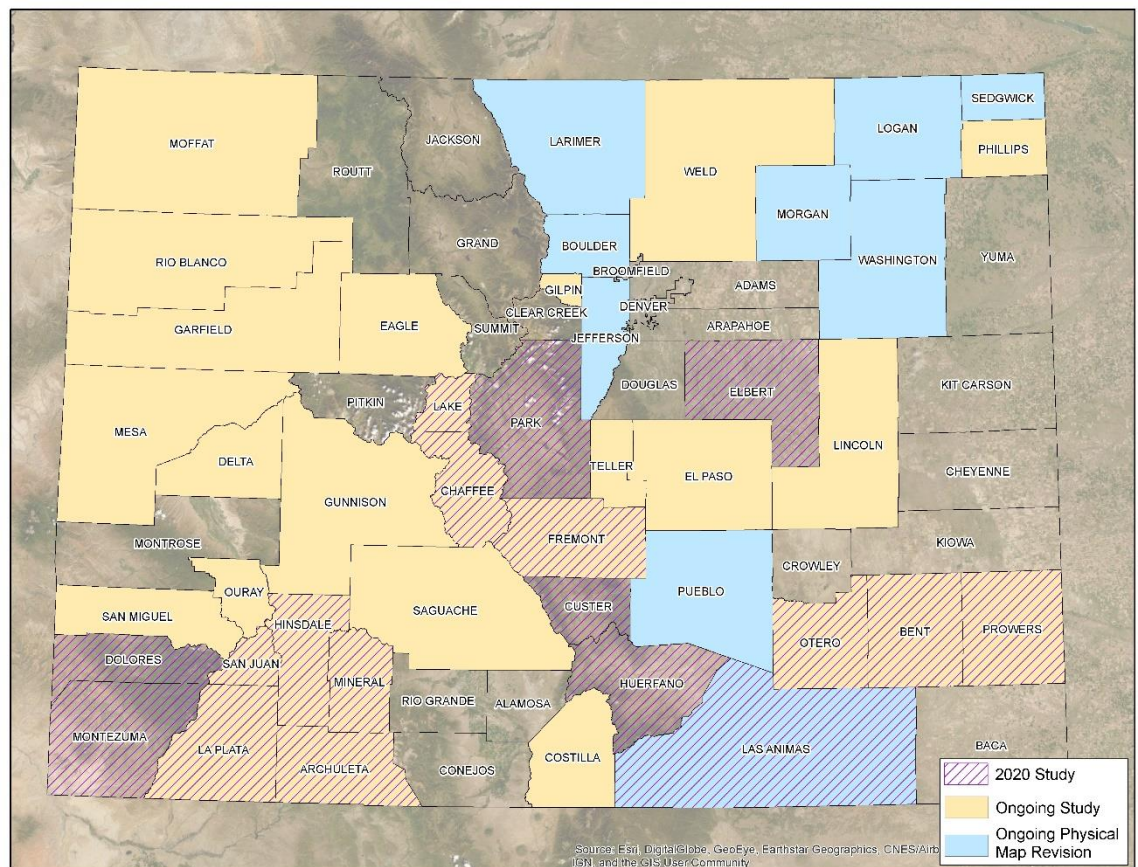 SEDGWICK
LOGAN
JACKSON
LARIMER
MOFFAT
PHILLIPS
ROUTT
WELD
MORGAN
GRAND
BOULDER
RIO BLANCO
WASHINGTON
YUMA
BROOMFIELD
GILPIN
ADAMS
DENVER
CLEAR CREEK
GARFIELD
EAGLE
SUMMIT
ARAPAHOE
JEFFERSON
DOUGLAS
ELBERT
KIT CARSON
PITKIN
LAKE
PARK
MESA
LINCOLN
DELTA
TELLER
CHEYENNE
EL PASO
CHAFFEE
GUNNISON
FREMONT
MONTROSE
KIOWA
CROWLEY
OURAY
PUEBLO
SAGUACHE
CUSTER
SAN MIGUEL
HINSDALE
BENT
PROWERS
OTERO
DOLORES
SAN JUAN
MINERAL
HUERFANO
RIO GRANDE
ALAMOSA
MONTEZUMA
LA PLATA
LAS ANIMAS
BACA
COSTILLA
ARCHULETA
CONEJOS
2020 Study
Ongoing Study
Ongoing Physical
Map Revision
Source: Esri, DigitalGlobe, GeoEye, Earthstar Geographics, CNES/Airb
IGN, and the GIS User Community